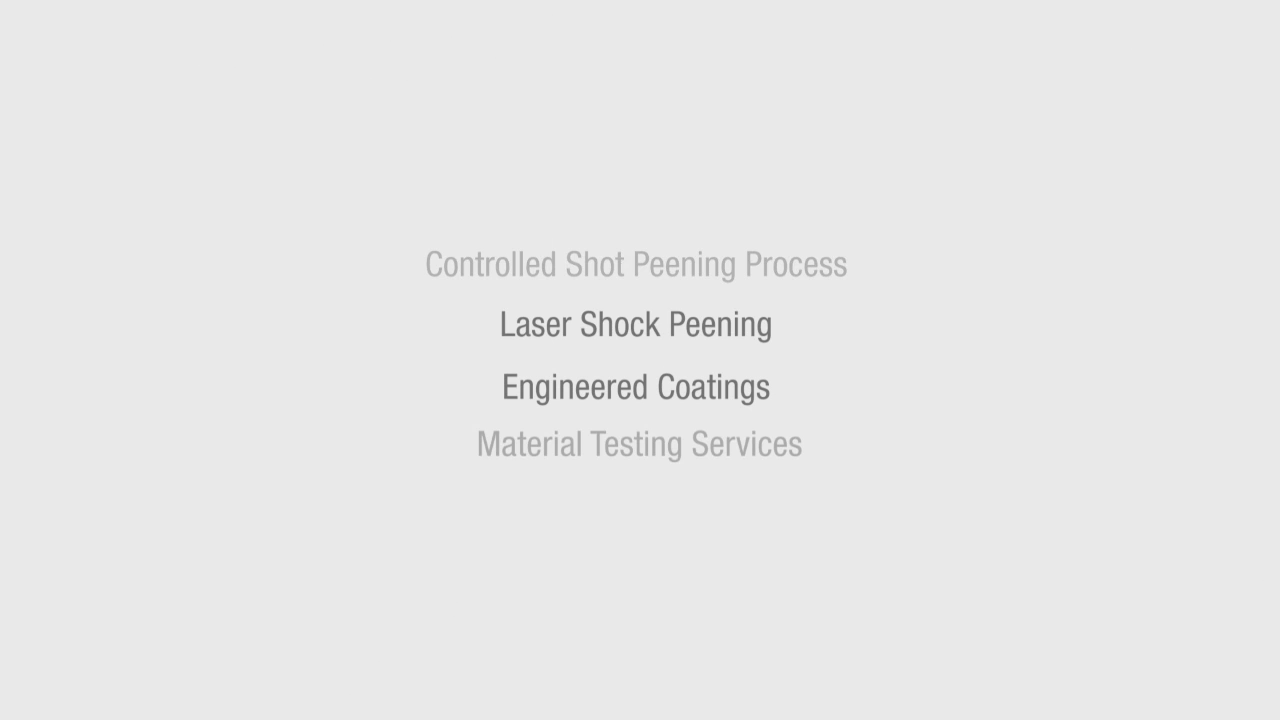 Controlled Shot Peening Process
Laser Shock Peening
Engineered Coatings
Material Testing Services